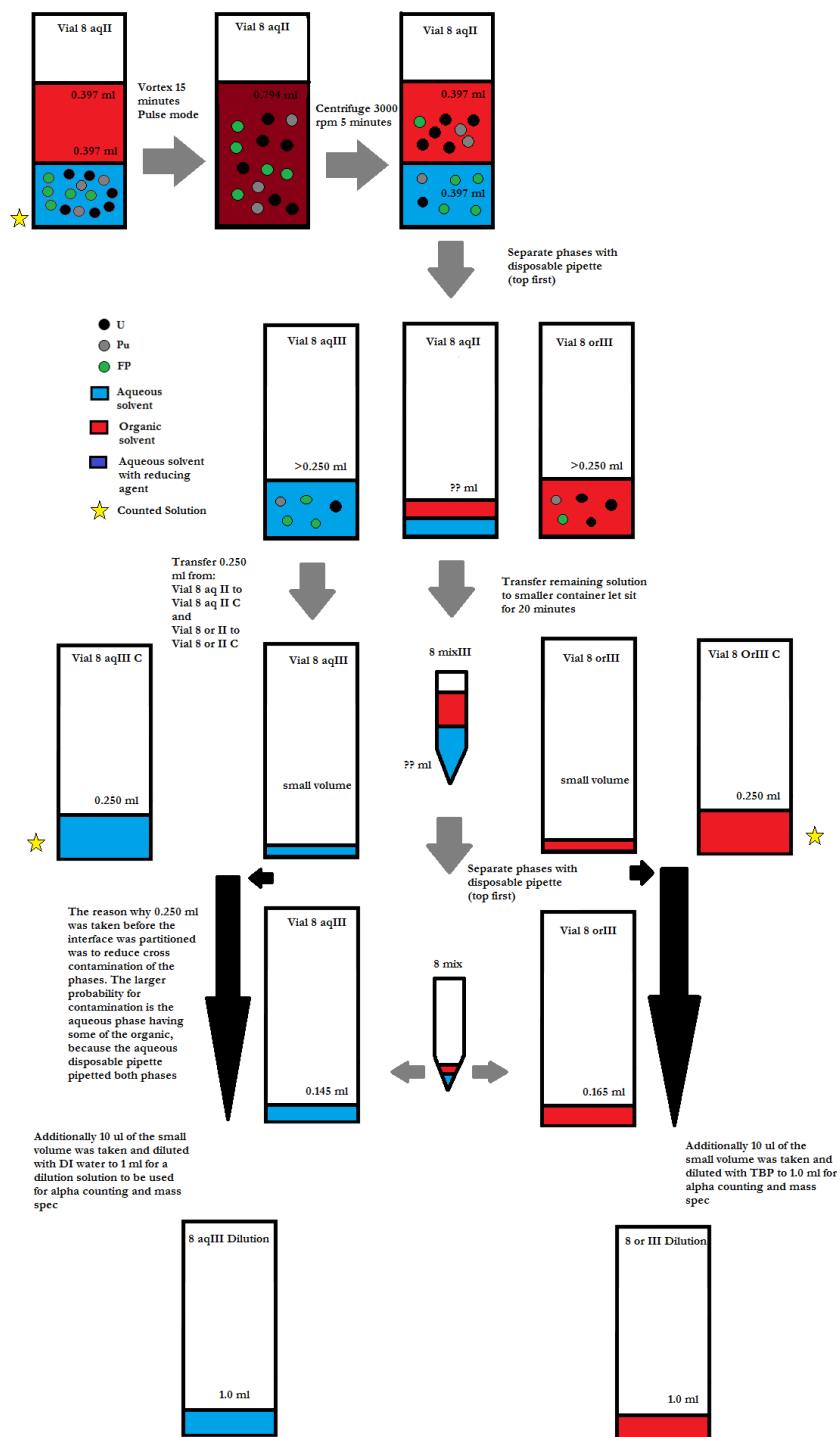 Vial 8 aqII
0.397 ml
0.397 ml
Vortex 15
minutes
Pulse mode
Vial 8 aqII
0.794 ml
Centrifuge 3000
rpm 5 minutes
Vial 8 aqII
0.397 ml
0.397 ml
Separate phases with
disposable pipette
(top first)
U
Pu
FP
Aqueous
solvent
Organic
solvent
Aqueous solvent
with reducing
agent
Counted Solution
Vial 8 aqIII
>0.250 ml
Vial 8 aqII
?? ml
Vial 8 orIII
>0.250 ml
Transfer 0.250
ml from:
Vial 8 aq II to
Vial 8 aq II C
and
Vial 8 or II to
Vial 8 or II C
Transfer remaining solution
to smaller container let sit
for 20 minutes
Vial 8 aqIII C
0.250 ml
Vial 8 aqIII
small volume
8 mixIII
?? ml
Vial 8 orIII
small volume
Vial 8 OrIII C
0.250 ml
Separate phases with
disposable pipette
(top first)
The reason why 0.250 ml
was taken before the
interface was partitioned
was to reduce cross
contamination of the
phases. The larger
probability for
contamination is the
aqueous phase having
some of the organic,
because the aqueous
disposable pipette
pipetted both phases
Vial 8 aqIII
0.145 ml
8 mix
Vial 8 orIII
0.165 ml
Additionally 10 ul of the small
volume was taken and diluted
with DI water to 1 ml for a
dilution solution to be used
for alpha counting and mass
spec
Additionally 10 ul of the
small volume was taken and
diluted with TBP to 1.0 ml for
alpha counting and mass
spec
8 aqIII Dilution
1.0 ml
8 or III Dilution
1.0 ml